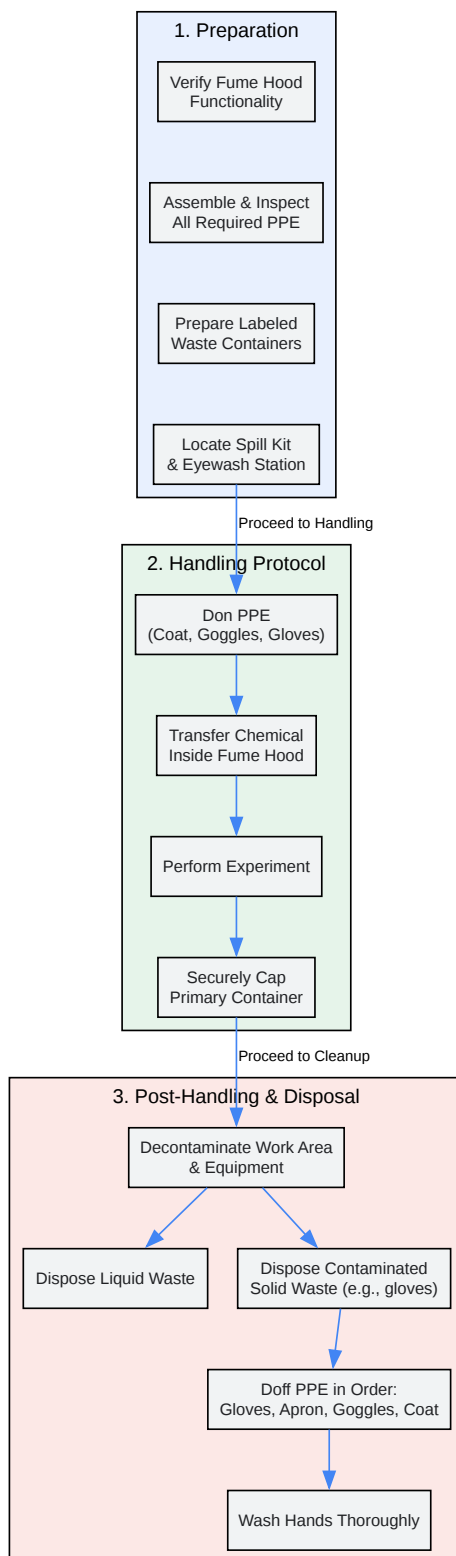 1. Preparation
Verify Fume Hood
Functionality
Assemble & Inspect
All Required PPE
Prepare Labeled
Waste Containers
Locate Spill Kit
& Eyewash Station
Proceed to Handling
2. Handling Protocol
Don PPE
(Coat, Goggles, Gloves)
Transfer Chemical
Inside Fume Hood
Perform Experiment
Securely Cap
Primary Container
Proceed to Cleanup
3. Post-Handling & Disposal
Decontaminate Work Area
& Equipment
Dispose Liquid Waste
Dispose Contaminated
Solid Waste (e.g., gloves)
Doff PPE in Order:
Gloves, Apron, Goggles, Coat
Wash Hands Thoroughly